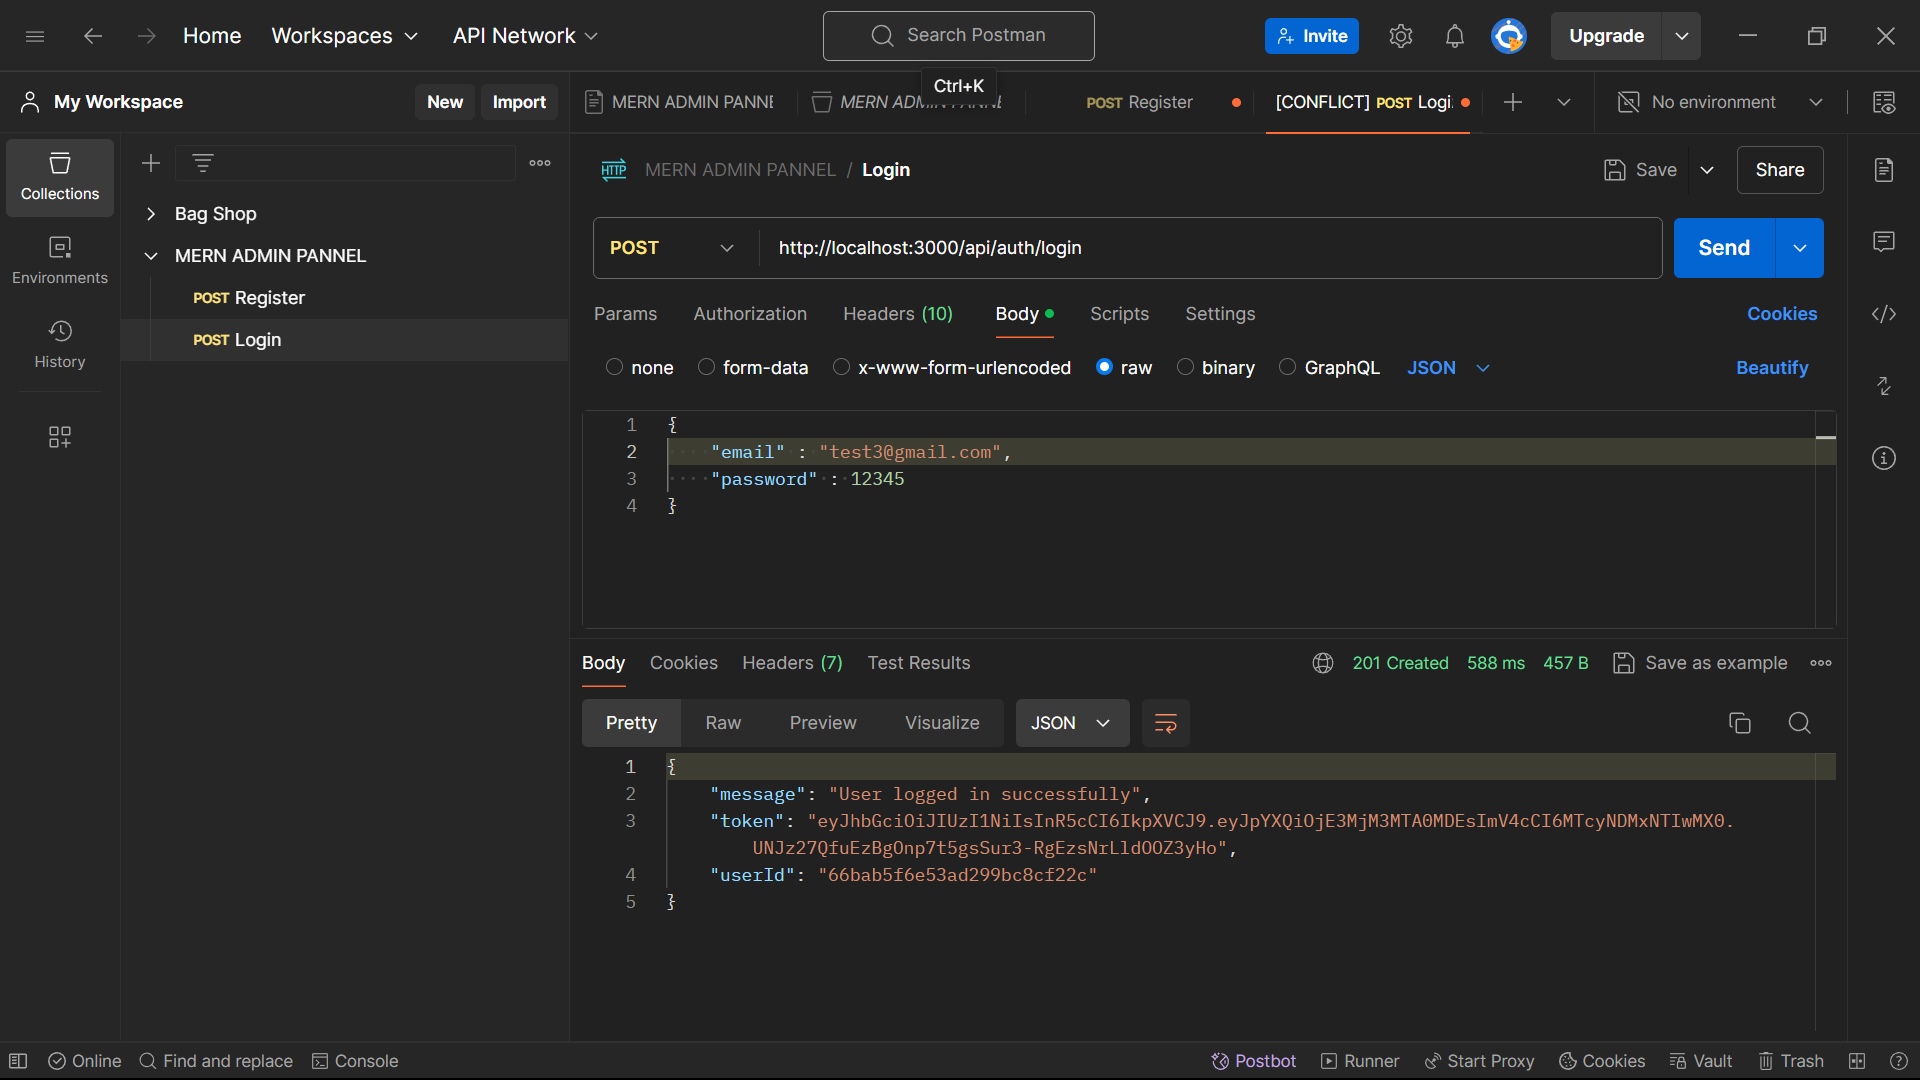 Home Workspaces API Network Search Postman Invite Upgrade
Ctrl+K
My Workspace New Import
MERN ADMIN PANNE POST Register [CONFLICT] POST Logi No environment
Collections
Environments
History
Bag Shop
MERN ADMIN PANNEL
POST Register
POST Login
HTTP MERN ADMIN PANNEL / Login Save Share
POST http://localhost:3000/api/auth/login Send
Params Authorization Headers (10) Body Scripts Settings Cookies
none form-data x-www-form-urlencoded raw binary GraphQL JSON Beautify
1 {
2 "email" : "test3@gmail.com",
3 "password" : 12345
4 }
Body Cookies Headers (7) Test Results 201 Created 588 ms 457 B Save as example
Pretty Raw Preview Visualize JSON
1 {
2 "message": "User logged in successfully",
3 "token": "eyJhbGciOiJIUzI1NiIsInR5cCI6IkpXVCJ9.eyJpYXQiOjE3MjM3MTA0MDEsImV4cCI6MTcyNDMxNTIwMX0.
UNJz27QfuEzBgOnp7t5gsSur3-RgEzsNrLldOOZ3yHo",
4 "userId": "66bab5f6e53ad299bc8cf22c"
5 }
Online Find and replace Console Postbot Runner Start Proxy Cookies Vault Trash